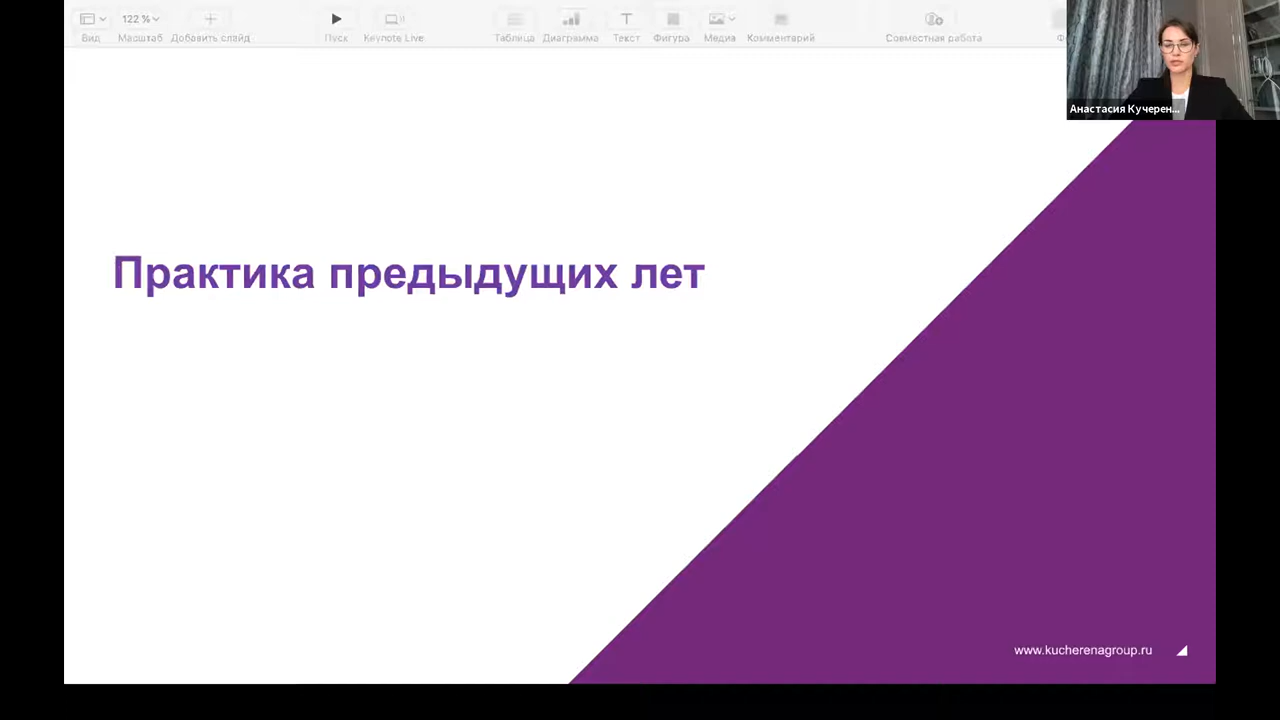 122 %
Вид
Масштаб
Добавить слайд
Пуск
Keynote Live
Таблица
Диаграмма
Текст
Фигура
Медиа
Комментарий
Совместная работа
Анастасия Кучерен...
Практика предыдущих лет
www.kucherenagroup.ru